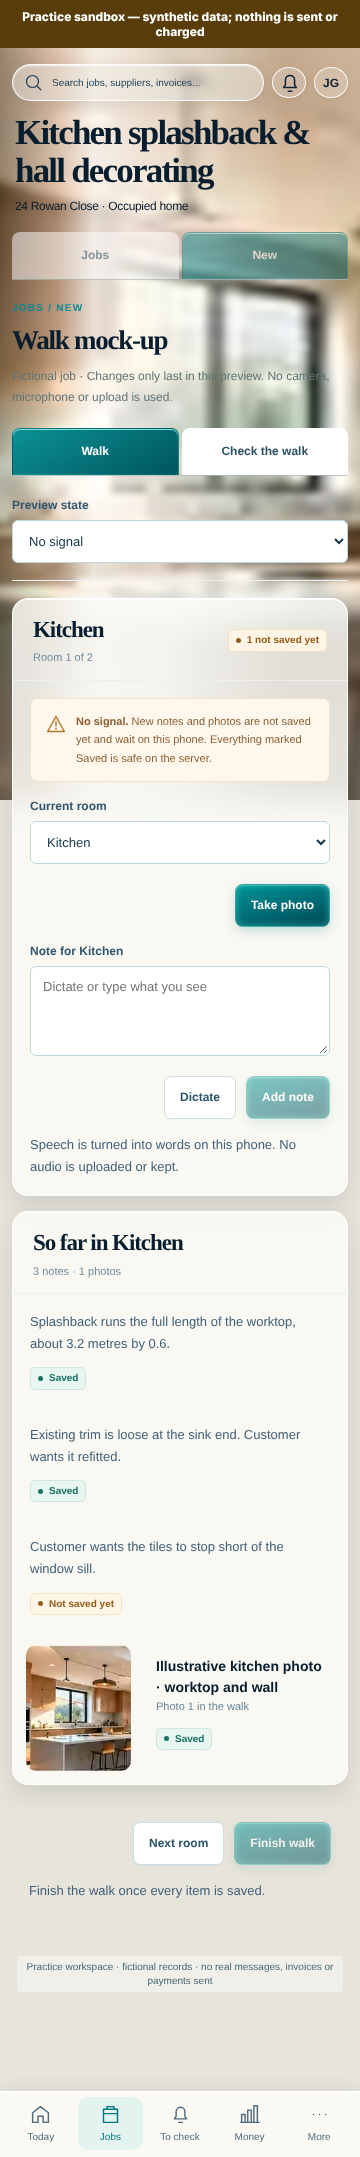 Practice sandbox — synthetic data; nothing is sent or
charged
Search jobs, suppliers, invoices...
JG
Kitchen splashback &
hall decorating
24 Rowan Close · Occupied home
Jobs
New
JOBS / NEW
Walk mock-up
Fictional job · Changes only last in this preview. No camera,
microphone or upload is used.
Walk
Check the walk
Preview state
No signal
Kitchen
Room 1 of 2
1 not saved yet
No signal. New notes and photos are not saved
yet and wait on this phone. Everything marked
Saved is safe on the server.
Current room
Kitchen
Take photo
Note for Kitchen
Dictate or type what you see
Dictate
Add note
Speech is turned into words on this phone. No
audio is uploaded or kept.
So far in Kitchen
3 notes · 1 photos
Splashback runs the full length of the worktop,
about 3.2 metres by 0.6.
Saved
Existing trim is loose at the sink end. Customer
wants it refitted.
Saved
Customer wants the tiles to stop short of the
window sill.
Not saved yet
Illustrative kitchen photo
· worktop and wall
Photo 1 in the walk
Saved
Next room
Finish walk
Finish the walk once every item is saved.
Practice workspace · fictional records · no real messages, invoices or
payments sent
Today
Jobs
To check
Money
More